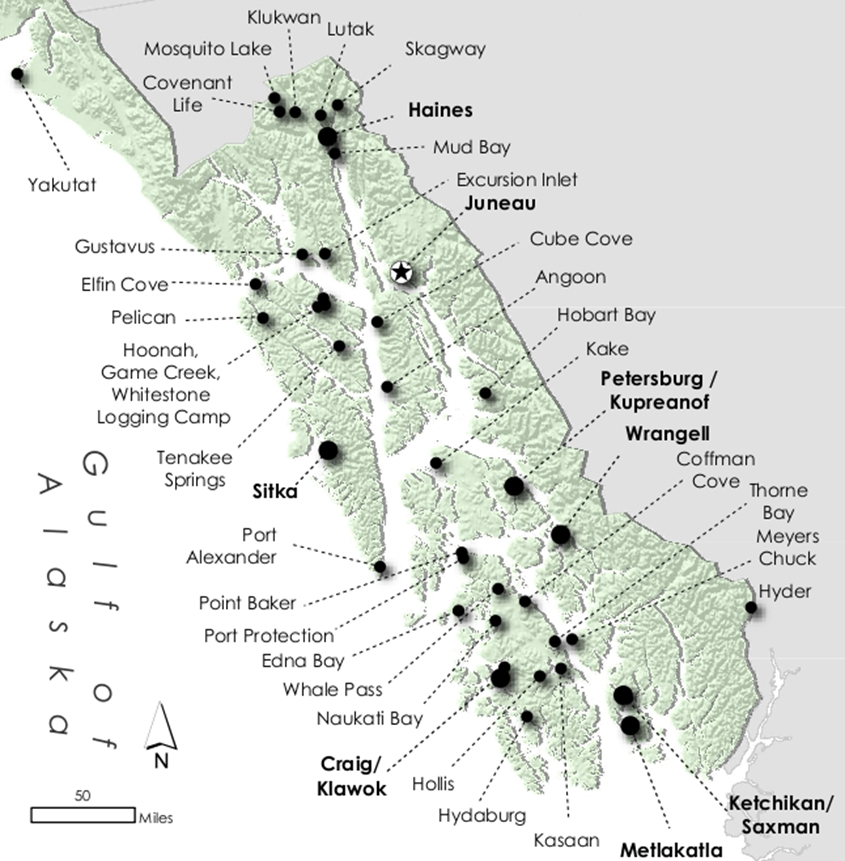 Klukwan
Lutak
Mosquito Lake
Skagway
Covenant
Life
Haines
Mud Bay
Yakutat
Excursion Inlet
Juneau
Gustavus
Cube Cove
Elfin Cove
Angoon
Pelican
Hobart Bay
Hoonah,
Game Creek,
Whitestone
Logging Camp
Kake
Petersburg /
Kupreanof
Wrangell
Tenakee
Springs
Coffman
Cove
Sitka
Thorne
Bay
Port
Alexander
Meyers
Chuck
Hyder
Point Baker
Port Protection
Edna Bay
Whale Pass
Naukati Bay
Gulf of
Alaska
Craig/
Klawok
Hollis
Hydaburg
Kasaan
Metlakatla
Ketchikan/
Saxman
N
50
Miles